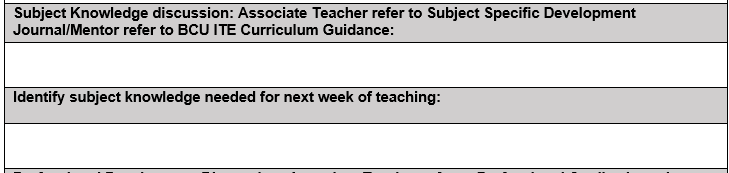 Subject Knowledge discussion: Associate Teacher refer to Subject Specific Development
Journal/Mentor refer to BCU ITE Curriculum Guidance:
Identify subject knowledge needed for next week of teaching: